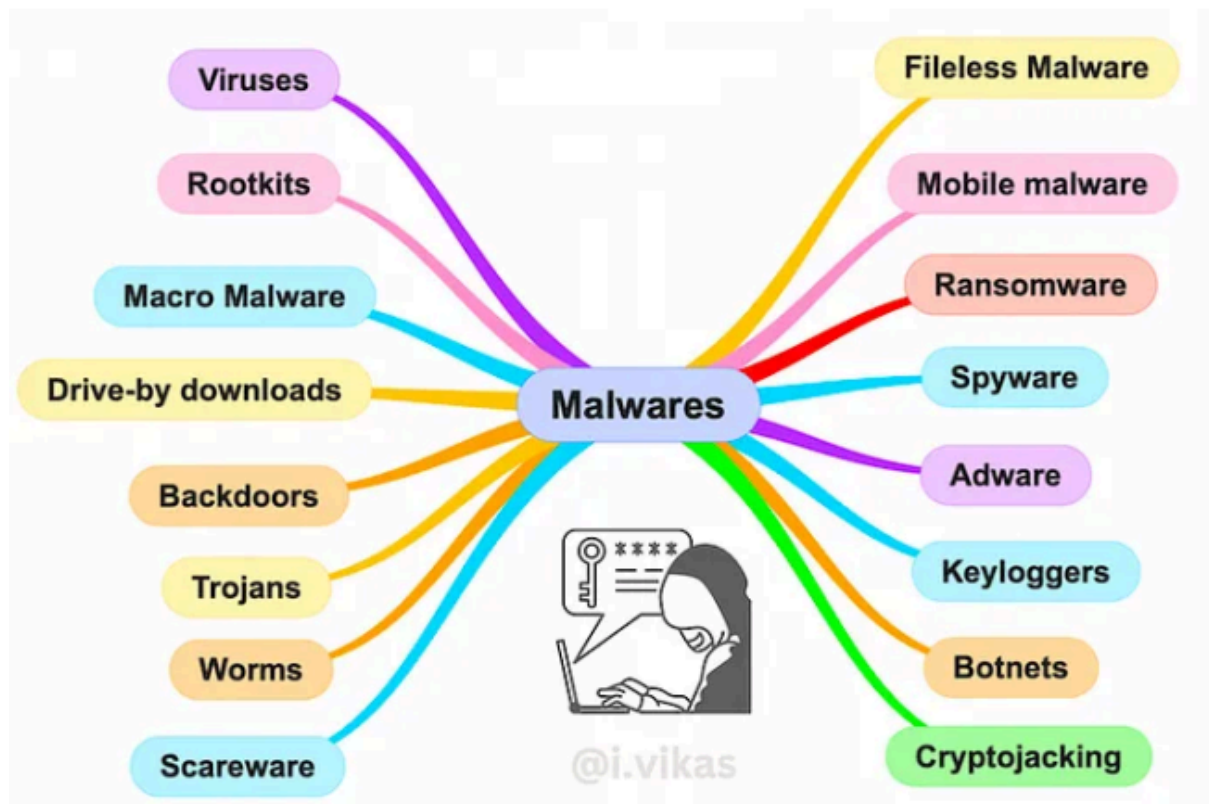 Viruses
Rootkits
Macro Malware
Drive-by downloads
Backdoors
Trojans
Worms
Scareware
Malwares
****
@i.vikas
Fileless Malware
Mobile malware
Ransomware
Spyware
Adware
Keyloggers
Botnets
Cryptojacking